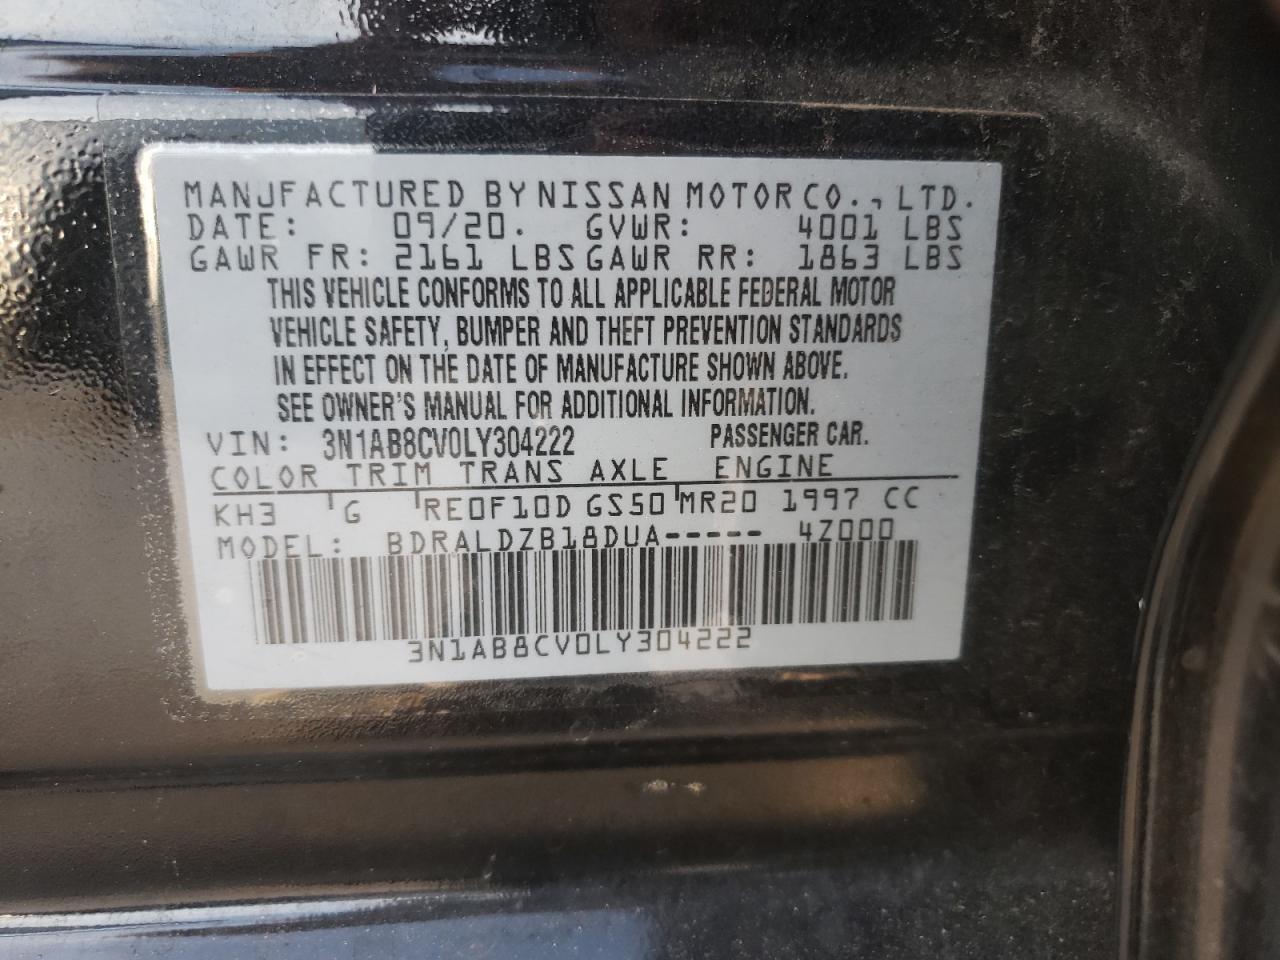 MANUFACTURED BY NISSAN MOTOR CO., LTD.
DATE: 09/20. GVWR: 4001 LBS
GAWR FR: 2161 LBS GAWR RR: 1863 LBS
THIS VEHICLE CONFORMS TO ALL APPLICABLE FEDERAL MOTOR
VEHICLE SAFETY, BUMPER AND THEFT PREVENTION STANDARDS
IN EFFECT ON THE DATE OF MANUFACTURE SHOWN ABOVE.
SEE OWNER'S MANUAL FOR ADDITIONAL INFORMATION.
VIN: 3N1AB8CV0LY304222 PASSENGER CAR.
COLOR TRIM TRANS AXLE ENGINE
KH3 G RE0F10D GS50 MR20 1997 CC
MODEL: BDRALDZB18DUA----- 4Z000
3N1AB8CV0LY304222